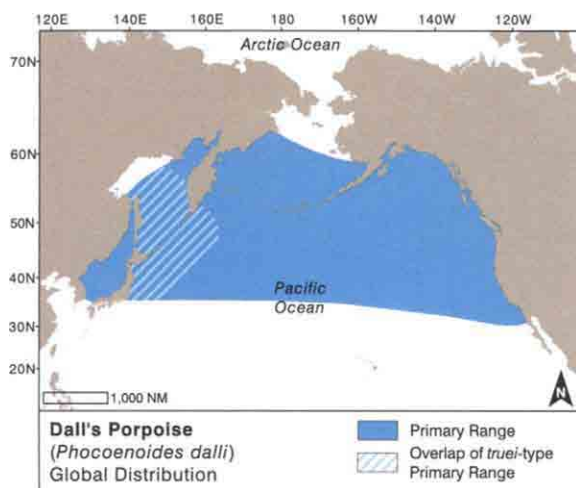 120E 140E 160E 180 160W 140W 120W
Arctic Ocean
70N
60N
50N
40N
30N
20N
Pacific
Ocean
1,000 NM
N
Dall's Porpoise
(Phocoenoides dalli)
Global Distribution
Primary Range
Overlap of truei-type
Primary Range